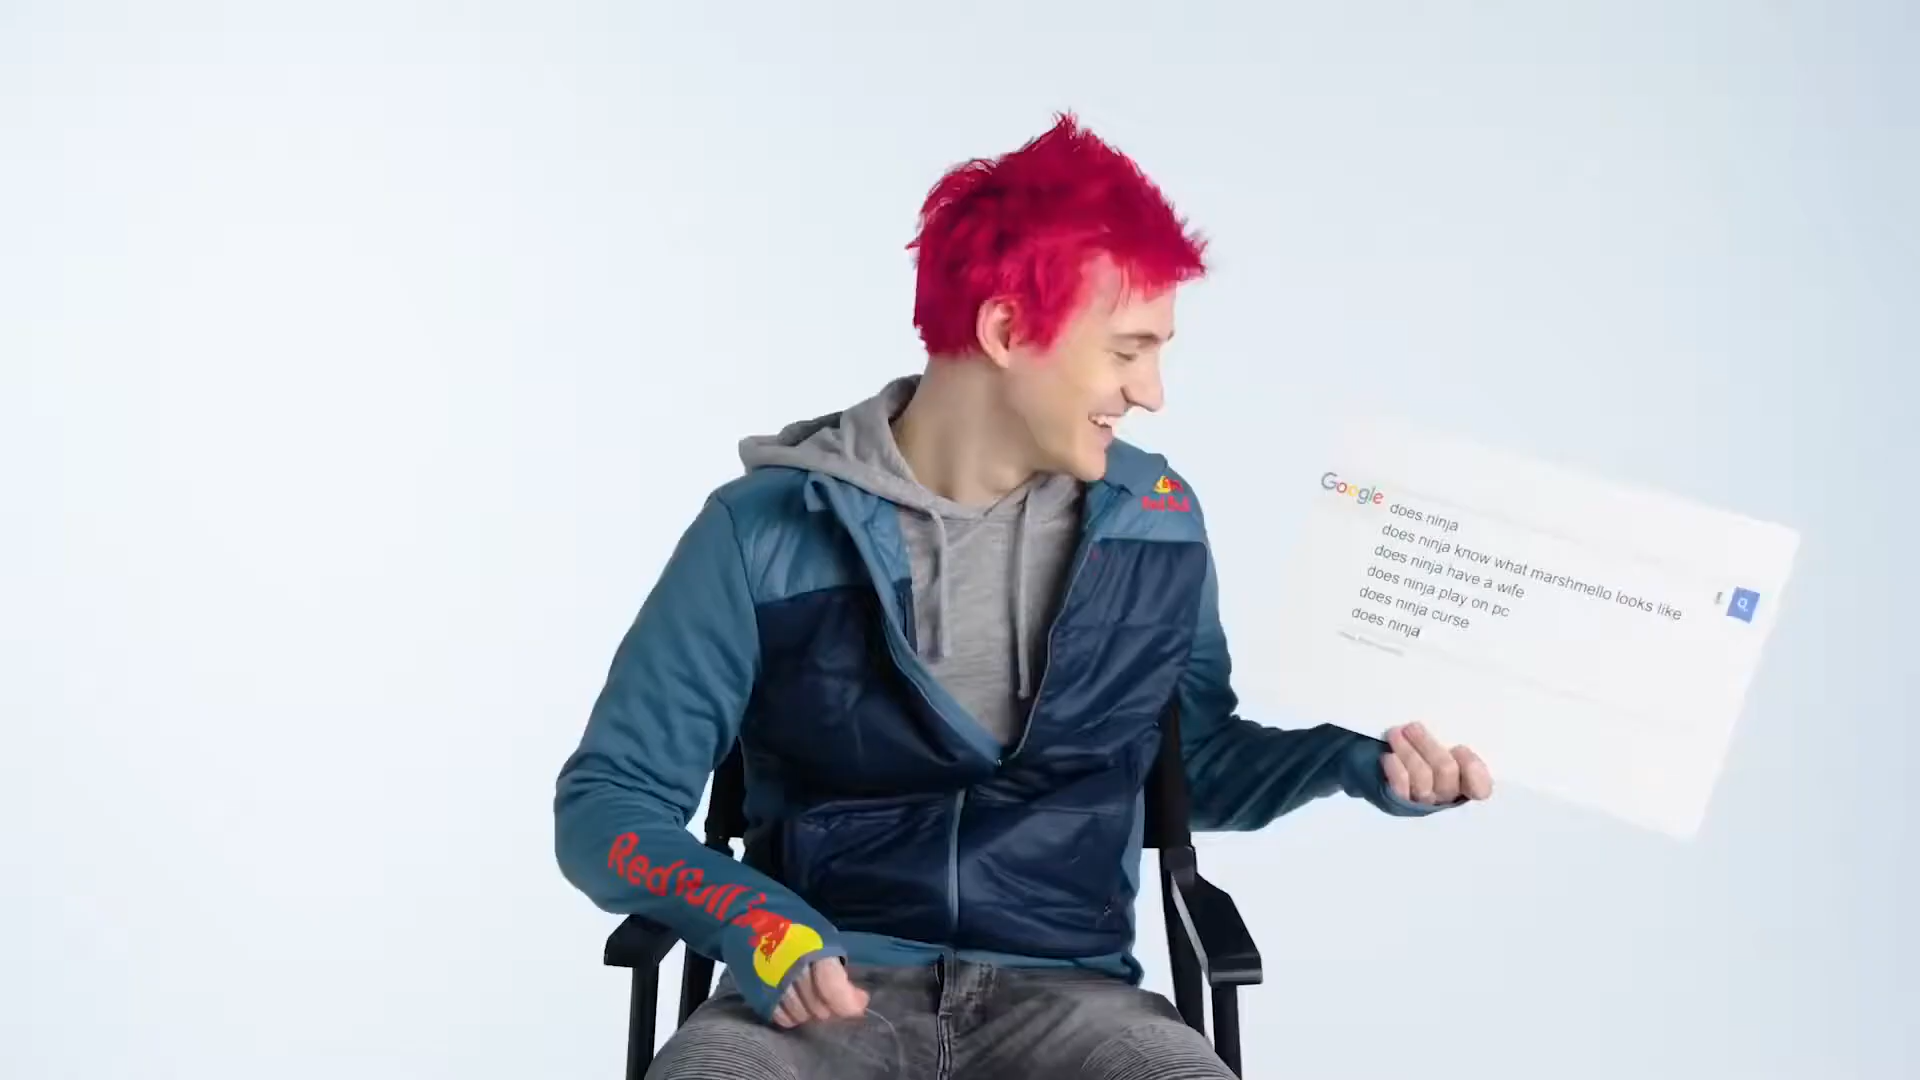 Google does ninja
does ninja know what marshmello looks like
does ninja have a wife
does ninja play on pc
does ninja curse
does ninja
Red Bull
Red Bull